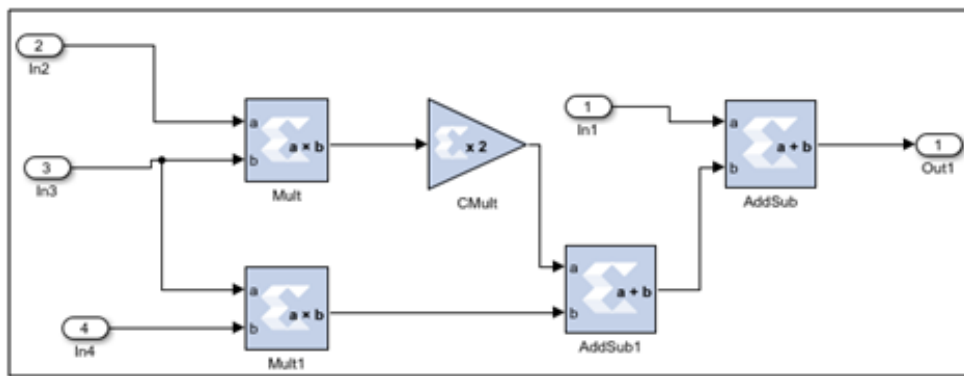 2
In2
3
In3
4
In4
a
b
a × b
Mult
a
b
a × b
Mult1
x 2
CMult
a
b
a + b
AddSub1
1
In1
a
b
a + b
AddSub
1
Out1